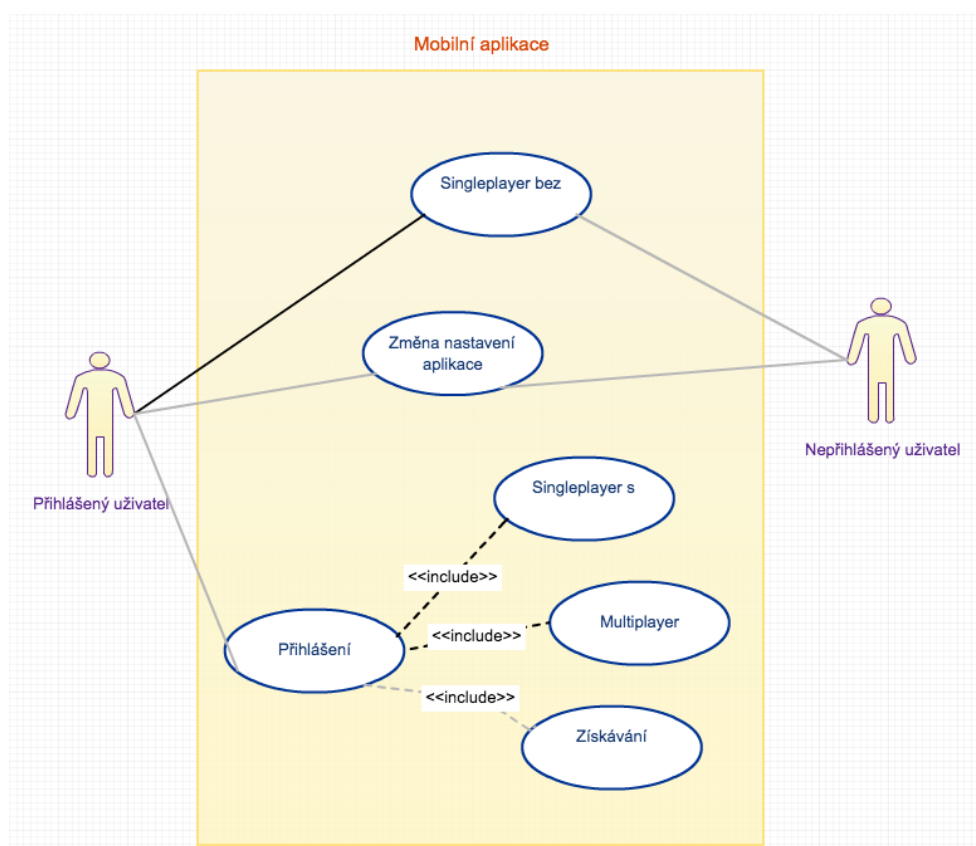 Mobilní aplikace
Singleplayer bez
Změna nastavení
aplikace
Nepřihlášený uživatel
Přihlášený uživatel
Singleplayer s
<<include>>
Multiplayer
<<include>>
Přihlášení
<<include>>
Získávání